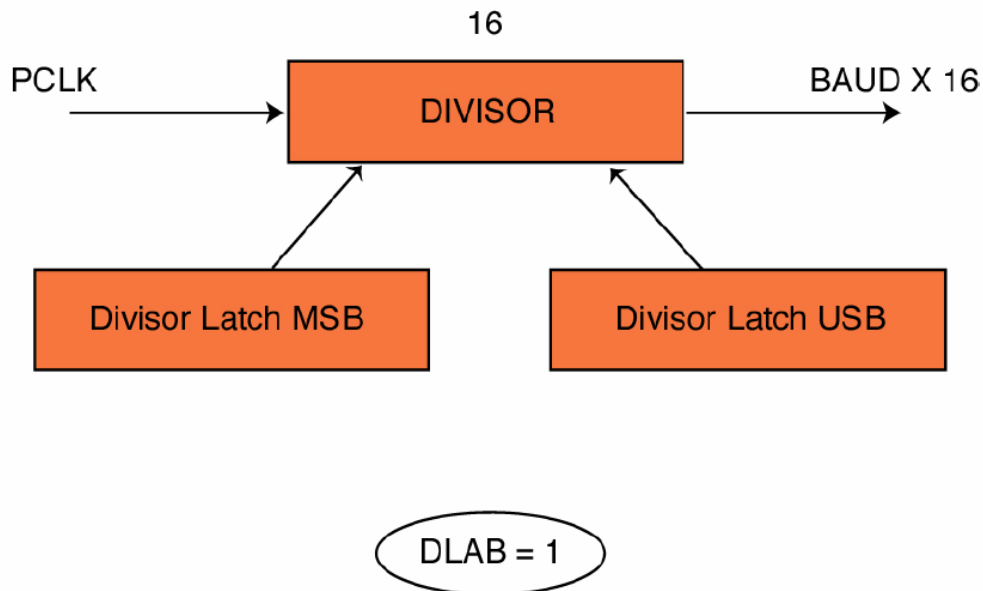 16
PCLK
DIVISOR
BAUD X 16
Divisor Latch MSB
Divisor Latch USB
DLAB = 1